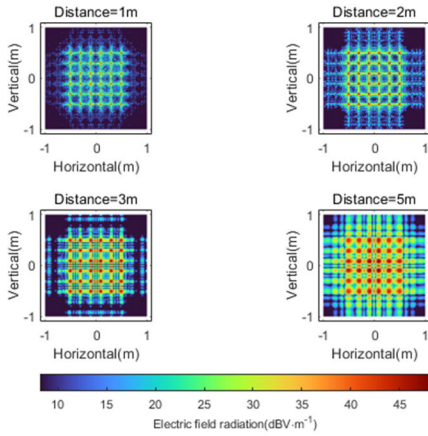 Distance=1m
Distance=2m
Vertical(m)
1
0
-1
-1
0
1
Horizontal(m)
Vertical(m)
1
0
-1
-1
0
1
Horizontal(m)
Distance=3m
Distance=5m
Vertical(m)
1
0
-1
-1
0
1
Horizontal(m)
Vertical(m)
1
0
-1
-1
0
1
Horizontal(m)
10 15 20 25 30 35 40 45
Electric field radiation(dBV·m⁻¹)